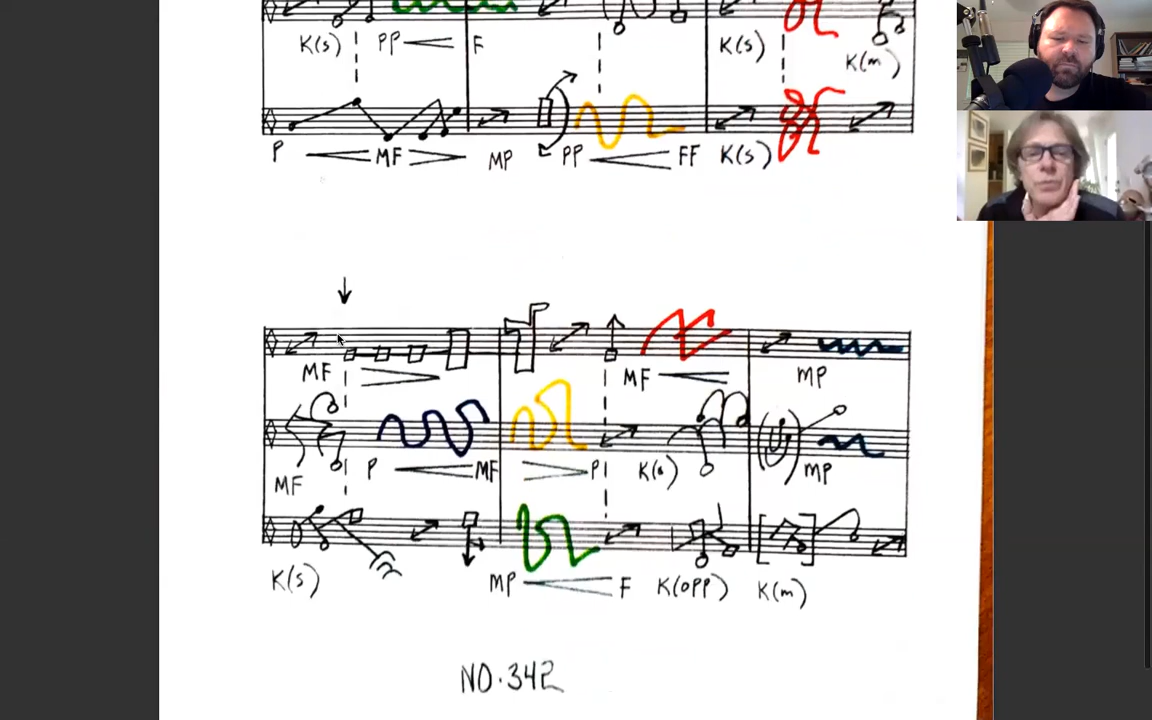 K(s) PP F K(s) K(m)
P MF MP PP FF K(s)
MF MF MP
MF P MF P K(s) MP
K(s) MP F K(OPP) K(m)
NO. 342